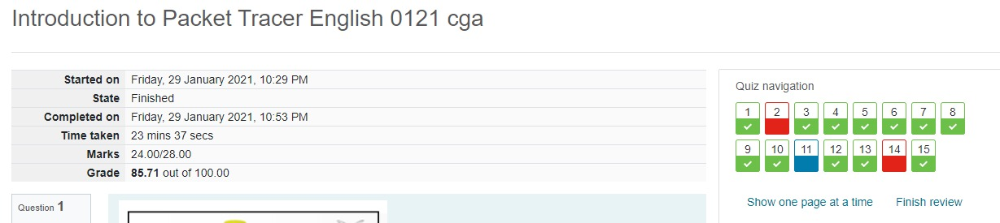 Introduction to Packet Tracer English 0121 cga
Started on Friday, 29 January 2021, 10:29 PM
State Finished
Completed on Friday, 29 January 2021, 10:53 PM
Time taken 23 mins 37 secs
Marks 24.00/28.00
Grade 85.71 out of 100.00
Question 1
Quiz navigation
1 2 3 4 5 6 7 8
9 10 11 12 13 14 15
Show one page at a time Finish review